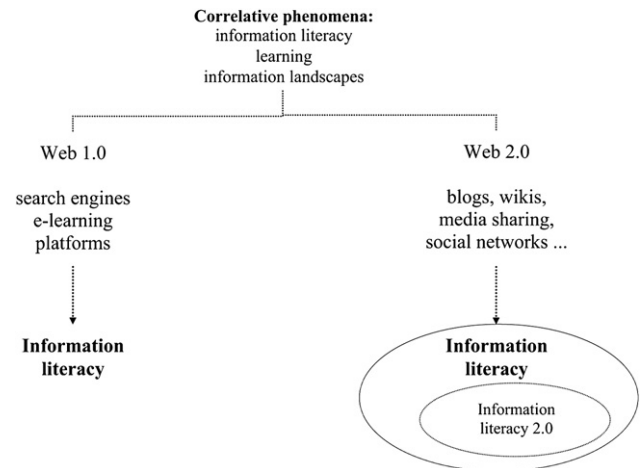 Correlative phenomena:
information literacy
learning
information landscapes
Web 1.0
search engines
e-learning
platforms
Information
literacy
Web 2.0
blogs, wikis,
media sharing,
social networks ...
Information
literacy
Information
literacy 2.0